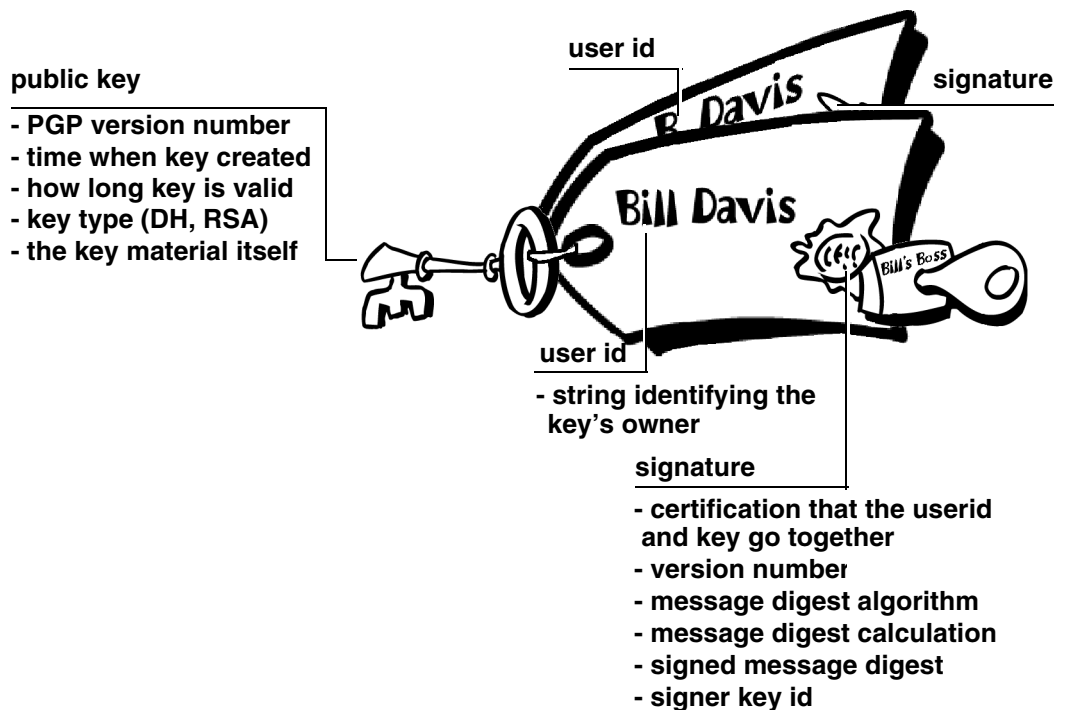 user id
public key
signature
- PGP version number
- time when key created
- how long key is valid
- key type (DH, RSA)
- the key material itself
B. Davis
Bill Davis
Bill's Boss
user id
- string identifying the
key’s owner
signature
- certification that the userid
and key go together
- version number
- message digest algorithm
- message digest calculation
- signed message digest
- signer key id